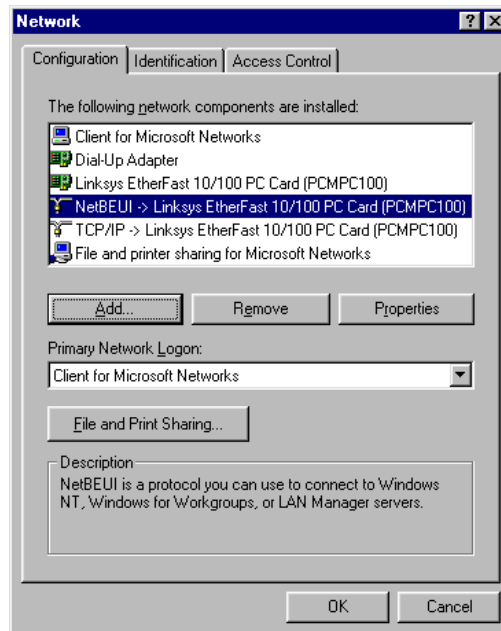 Network
Configuration Identification Access Control
The following network components are installed:
Client for Microsoft Networks
Dial-Up Adapter
Linksys EtherFast 10/100 PC Card (PCMPC100)
NetBEUI -> Linksys EtherFast 10/100 PC Card (PCMPC100)
TCP/IP -> Linksys EtherFast 10/100 PC Card (PCMPC100)
File and printer sharing for Microsoft Networks
Add... Remove Properties
Primary Network Logon:
Client for Microsoft Networks
File and Print Sharing...
Description
NetBEUI is a protocol you can use to connect to Windows
NT, Windows for Workgroups, or LAN Manager servers.
OK Cancel